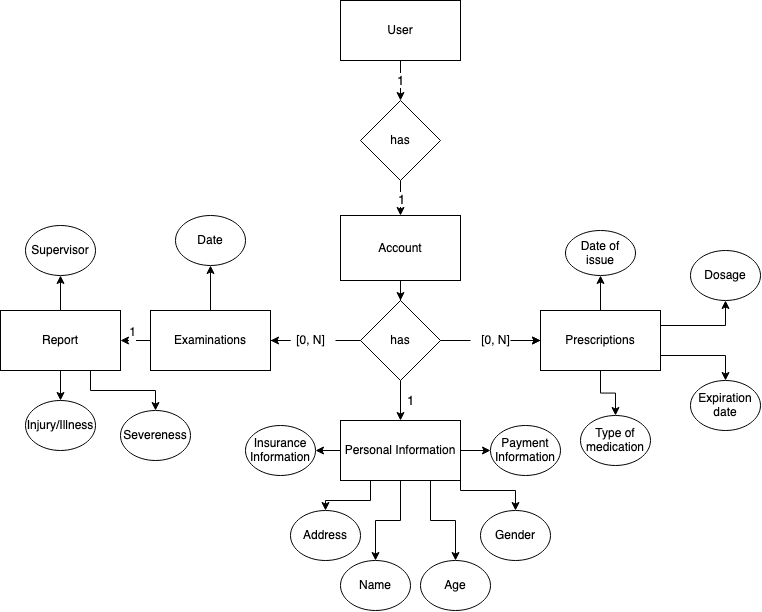 User
1
has
1
Account
Supervisor
Date
Date of
issue
Dosage
Report
1
Examinations
[0, N]
has
[0, N]
Prescriptions
1
Injury/Illness
Severeness
Expiration
date
Type of
medication
Insurance
Information
Personal Information
Payment
Information
Address
Gender
Name
Age